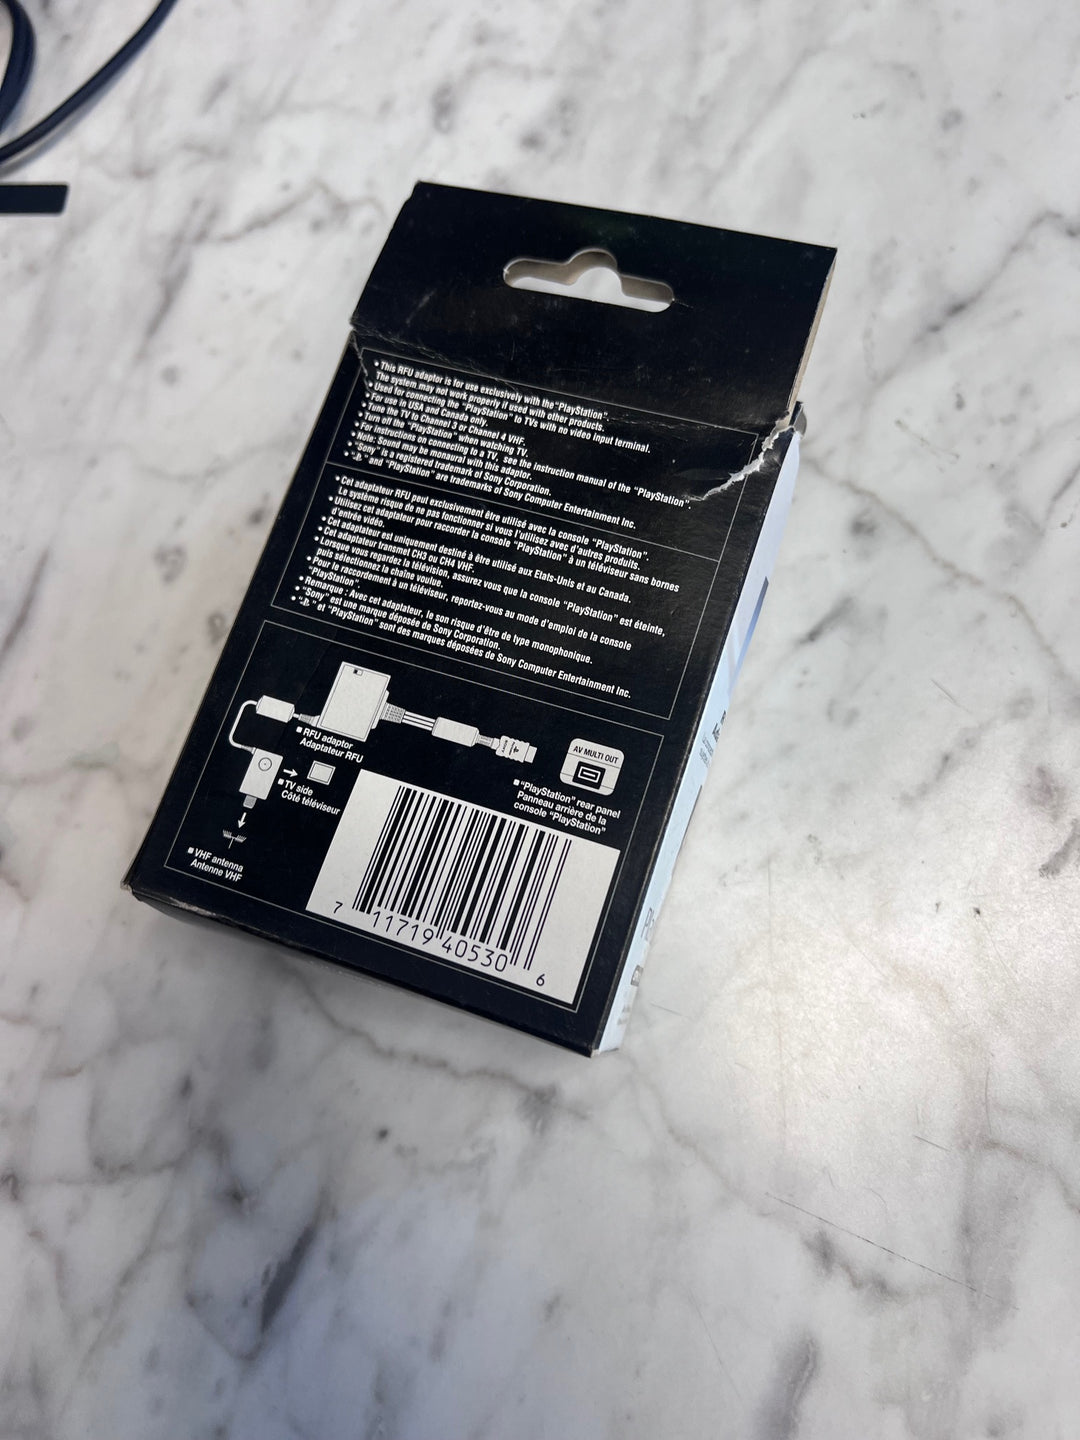 • This RFU adaptor is for use exclusively with the "PlayStation".
The system may not work properly if used with other products.
• Used for connecting the "PlayStation" to TVs with no video input terminal.
• For use in USA and Canada only.
• Tune the TV to Channel 3 or Channel 4 VHF.
• Turn off the "PlayStation" when watching TV.
• For instructions on connecting to a TV, see the instruction manual of the "PlayStation".
• Note: Sound may be monaural with this adaptor.
• "Sony" is a registered trademark of Sony Corporation.
• " " and "PlayStation" are trademarks of Sony Computer Entertainment Inc.
• Cet adaptateur RFU peut exclusivement être utilisé avec la console "PlayStation".
Le système risque de ne pas fonctionner si vous l'utilisez avec d'autres produits.
• Utilisez cet adaptateur pour raccorder la console "PlayStation" à un téléviseur sans bornes
d'entrée vidéo.
• Cet adaptateur est uniquement destiné à être utilisé aux Etats-Unis et au Canada.
• Cet adaptateur transmet CH3 ou CH4 VHF.
• Lorsque vous regardez la télévision, assurez vous que la console "PlayStation" est éteinte,
puis sélectionnez la chaîne voulue.
• Pour le raccordement à un téléviseur, reportez-vous au mode d'emploi de la console
"PlayStation".
• Remarque : Avec cet adaptateur, le son risque d'être de type monophonique.
• "Sony" est une marque déposée de Sony Corporation.
• " " et "PlayStation" sont des marques déposées de Sony Computer Entertainment Inc.
■ RFU adaptor
Adaptateur RFU
AV MULTI OUT
■ TV side
Côté téléviseur
■ "PlayStation" rear panel
Panneau arrière de la
console "PlayStation"
■ VHF antenna
Antenne VHF
7 11719 40530 6